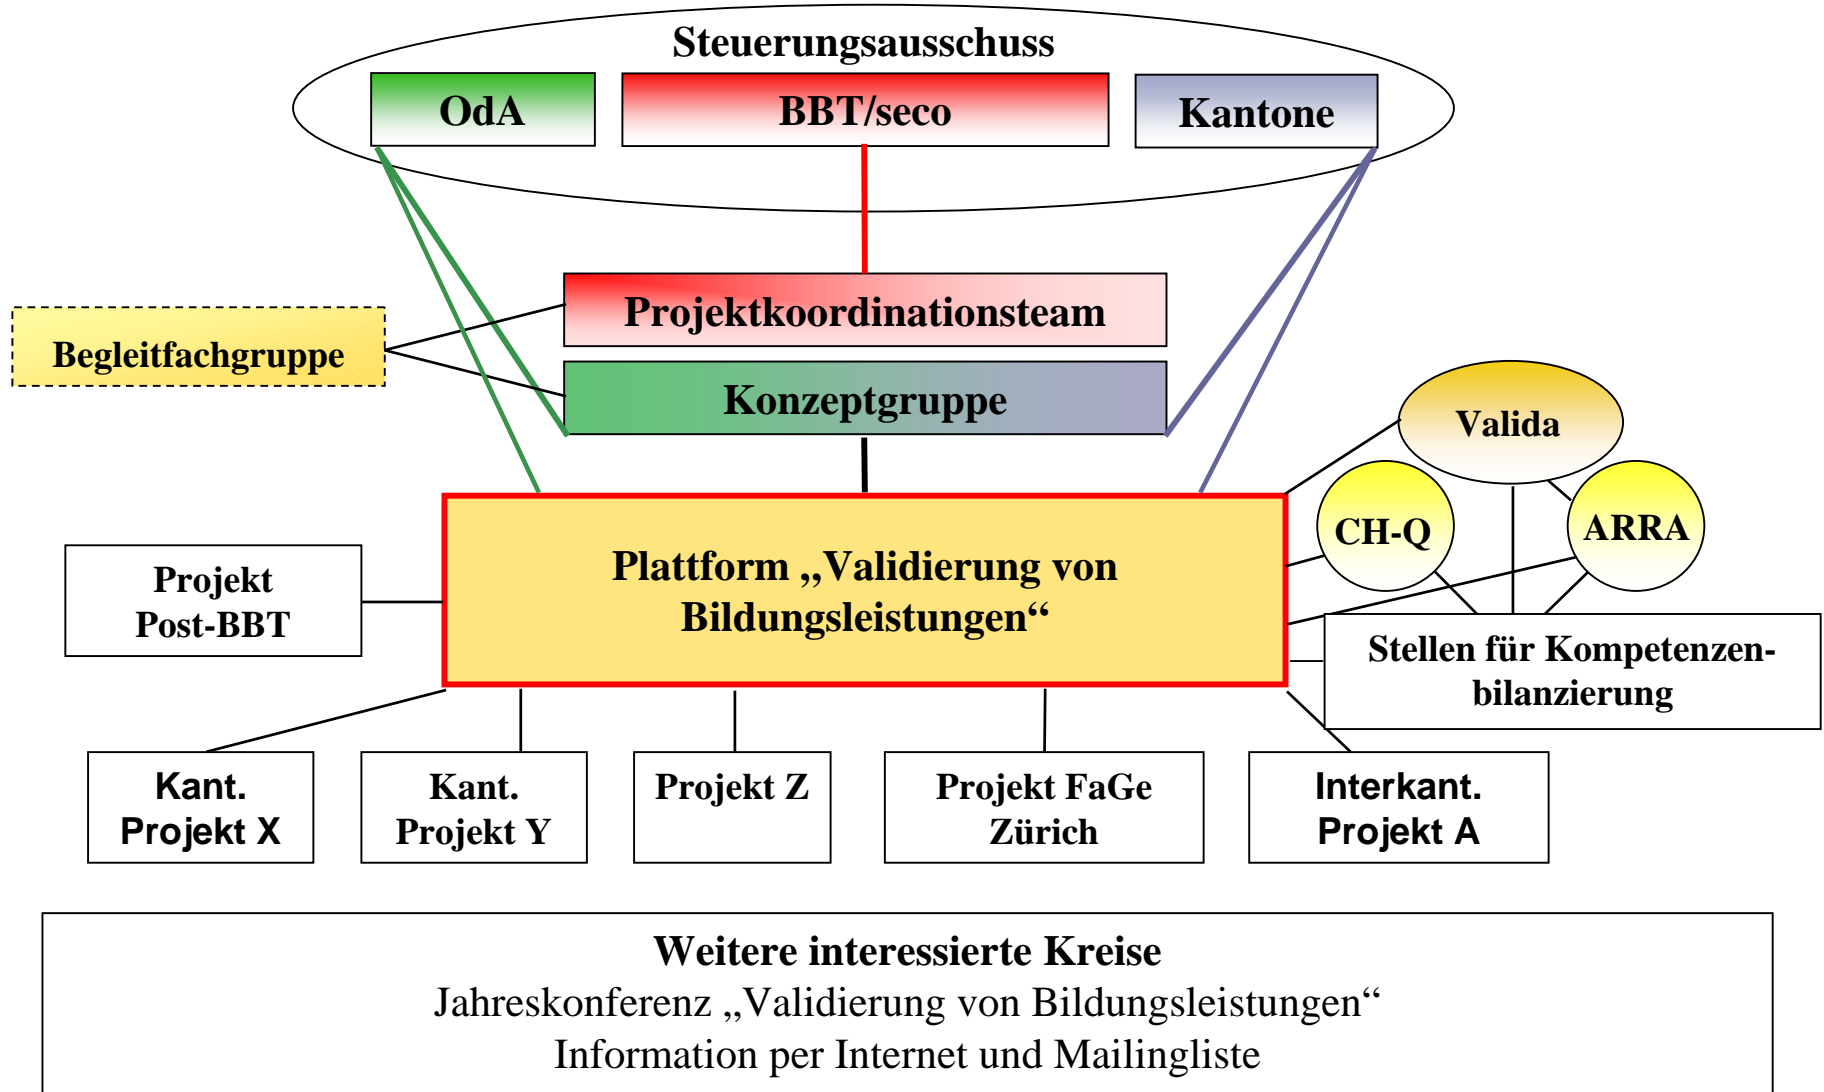 Steuerungsausschuss
OdA
BBT/seco
Kantone
Projektkoordinationsteam
Begleitfachgruppe
Konzeptgruppe
Valida
CH-Q
ARRA
Plattform „Validierung von
Bildungsleistungen“
Projekt
Post-BBT
Stellen für Kompetenzen-
bilanzierung
Kant.
Projekt X
Kant.
Projekt Y
Projekt Z
Projekt FaGe
Zürich
Interkant.
Projekt A
Weitere interessierte Kreise
Jahreskonferenz „Validierung von Bildungsleistungen“
Information per Internet und Mailingliste